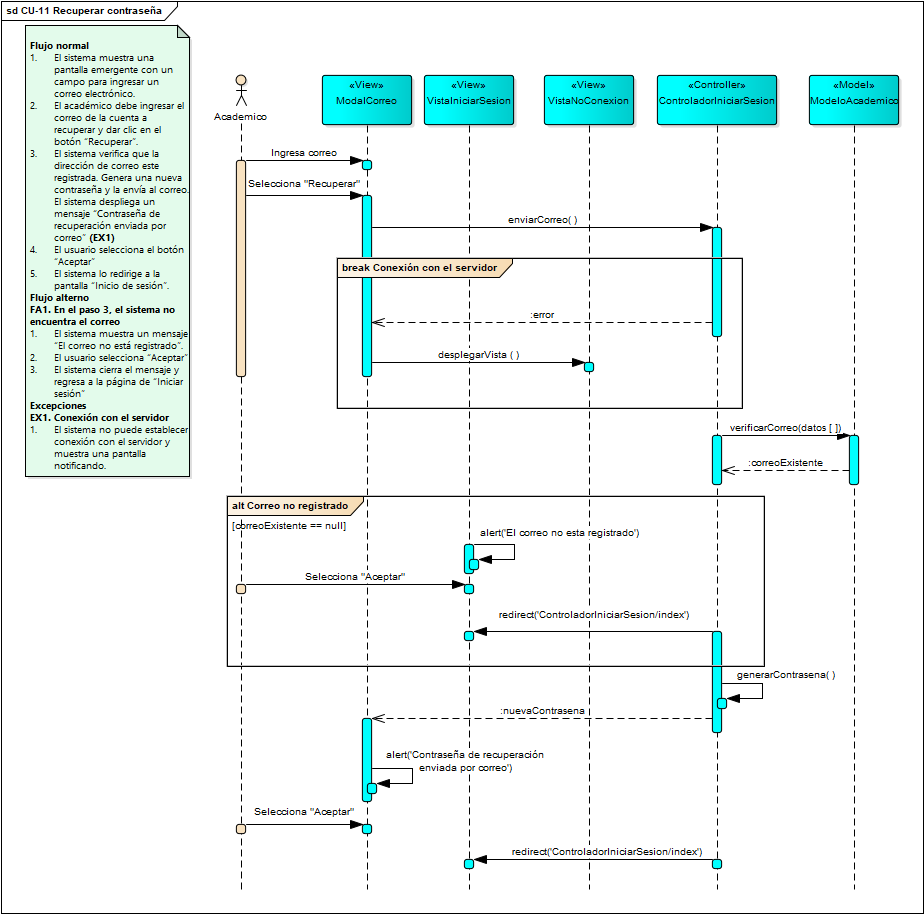 sd CU-11 Recuperar contraseña
Flujo normal
1. El sistema muestra una
pantalla emergente con un
campo para ingresar un
correo electrónico.
2. El académico debe ingresar el
correo de la cuenta a
recuperar y dar clic en el
botón “Recuperar”.
3. El sistema verifica que la
dirección de correo este
registrada. Genera una nueva
contraseña y la envía al correo.
El sistema despliega un
mensaje “Contraseña de
recuperación enviada por
correo” (EX1)
4. El usuario selecciona el botón
“Aceptar”
5. El sistema lo redirige a la
pantalla “Inicio de sesión”.
Flujo alterno
FA1. En el paso 3, el sistema no
encuentra el correo
1. El sistema muestra un mensaje
“El correo no está registrado”.
2. El usuario selecciona “Aceptar”
3. El sistema cierra el mensaje y
regresa a la página de “Iniciar
sesión”
Excepciones
EX1. Conexión con el servidor
1. El sistema no puede establecer
conexión con el servidor y
muestra una pantalla
notificando.
Academico
«View»
ModalCorreo
«View»
VistaIniciarSesion
«View»
VistaNoConexion
«Controller»
ControladorIniciarSesion
«Model»
ModeloAcademico
Ingresa correo
Selecciona "Recuperar"
enviarCorreo( )
break Conexión con el servidor
:error
desplegarVista ( )
verificarCorreo(datos [ ])
:correoExistente
alt Correo no registrado
[correoExistente == null]
alert('El correo no esta registrado')
Selecciona "Aceptar"
redirect('ControladorIniciarSesion/index')
generarContrasena( )
:nuevaContrasena
alert('Contraseña de recuperación
enviada por correo')
Selecciona "Aceptar"
redirect('ControladorIniciarSesion/index')